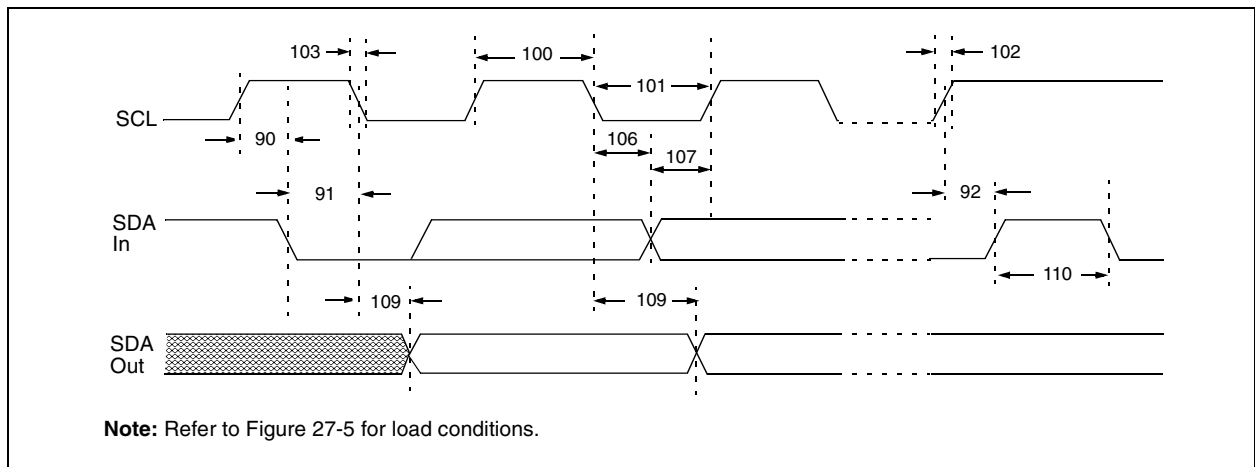 103
100
102
101
SCL
90
106
107
91
92
SDA
In
110
109
109
SDA
Out
Note: Refer to Figure 27-5 for load conditions.